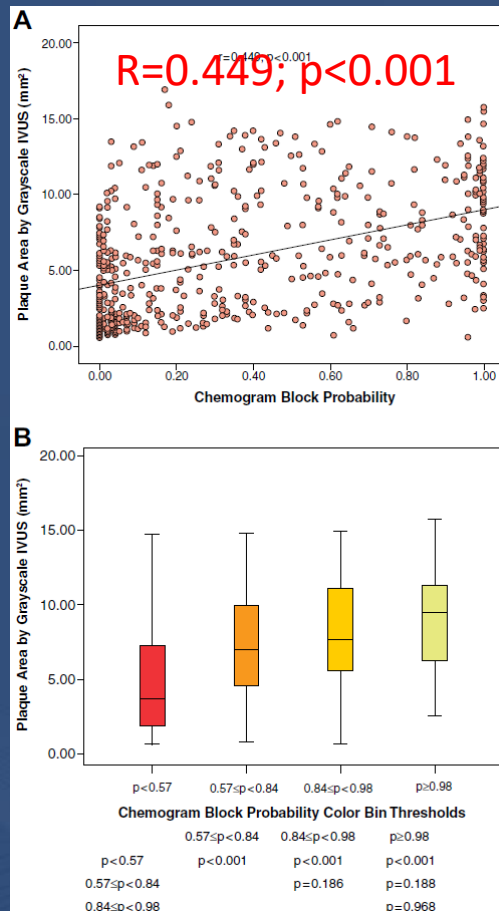 A
r=0.449; p<0.001
R=0.449; p<0.001
Plaque Area by Grayscale IVUS (mm²)
20.00
15.00
10.00
5.00
0.00
0.00 0.20 0.40 0.60 0.80 1.00
Chemogram Block Probability
B
Plaque Area by Grayscale IVUS (mm²)
20.00
15.00
10.00
5.00
0.00
p<0.57 0.57≤p<0.84 0.84≤p<0.98 p≥0.98
Chemogram Block Probability Color Bin Thresholds
0.57≤p<0.84 0.84≤p<0.98 p≥0.98
p<0.57 p<0.001 p<0.001 p<0.001
0.57≤p<0.84 p=0.186 p=0.188
0.84≤p<0.98 p=0.968